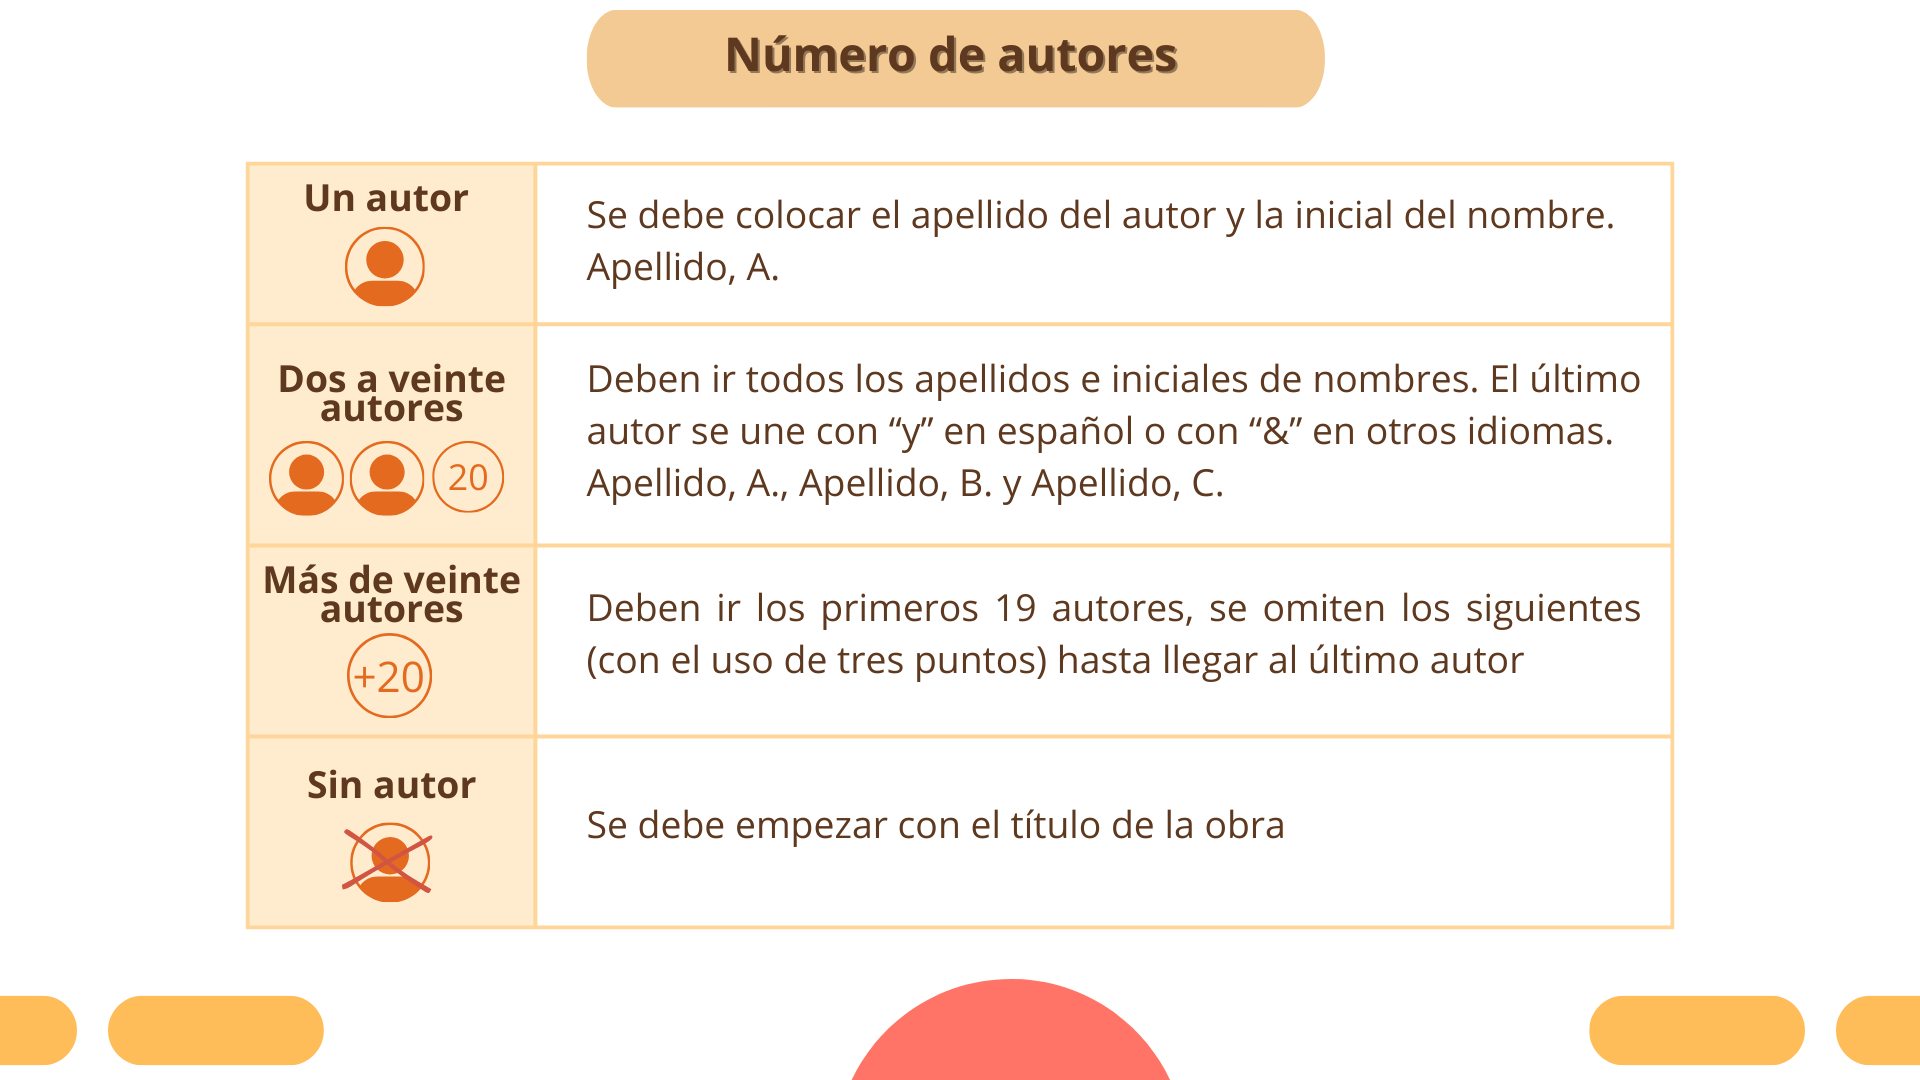 Número de autores
Un autor
Se debe colocar el apellido del autor y la inicial del nombre.
Apellido, A.
Dos a veinte
autores
20
Deben ir todos los apellidos e iniciales de nombres. El último
autor se une con “y” en español o con “&” en otros idiomas.
Apellido, A., Apellido, B. y Apellido, C.
Más de veinte
autores
+20
Deben ir los primeros 19 autores, se omiten los siguientes
(con el uso de tres puntos) hasta llegar al último autor
Sin autor
Se debe empezar con el título de la obra